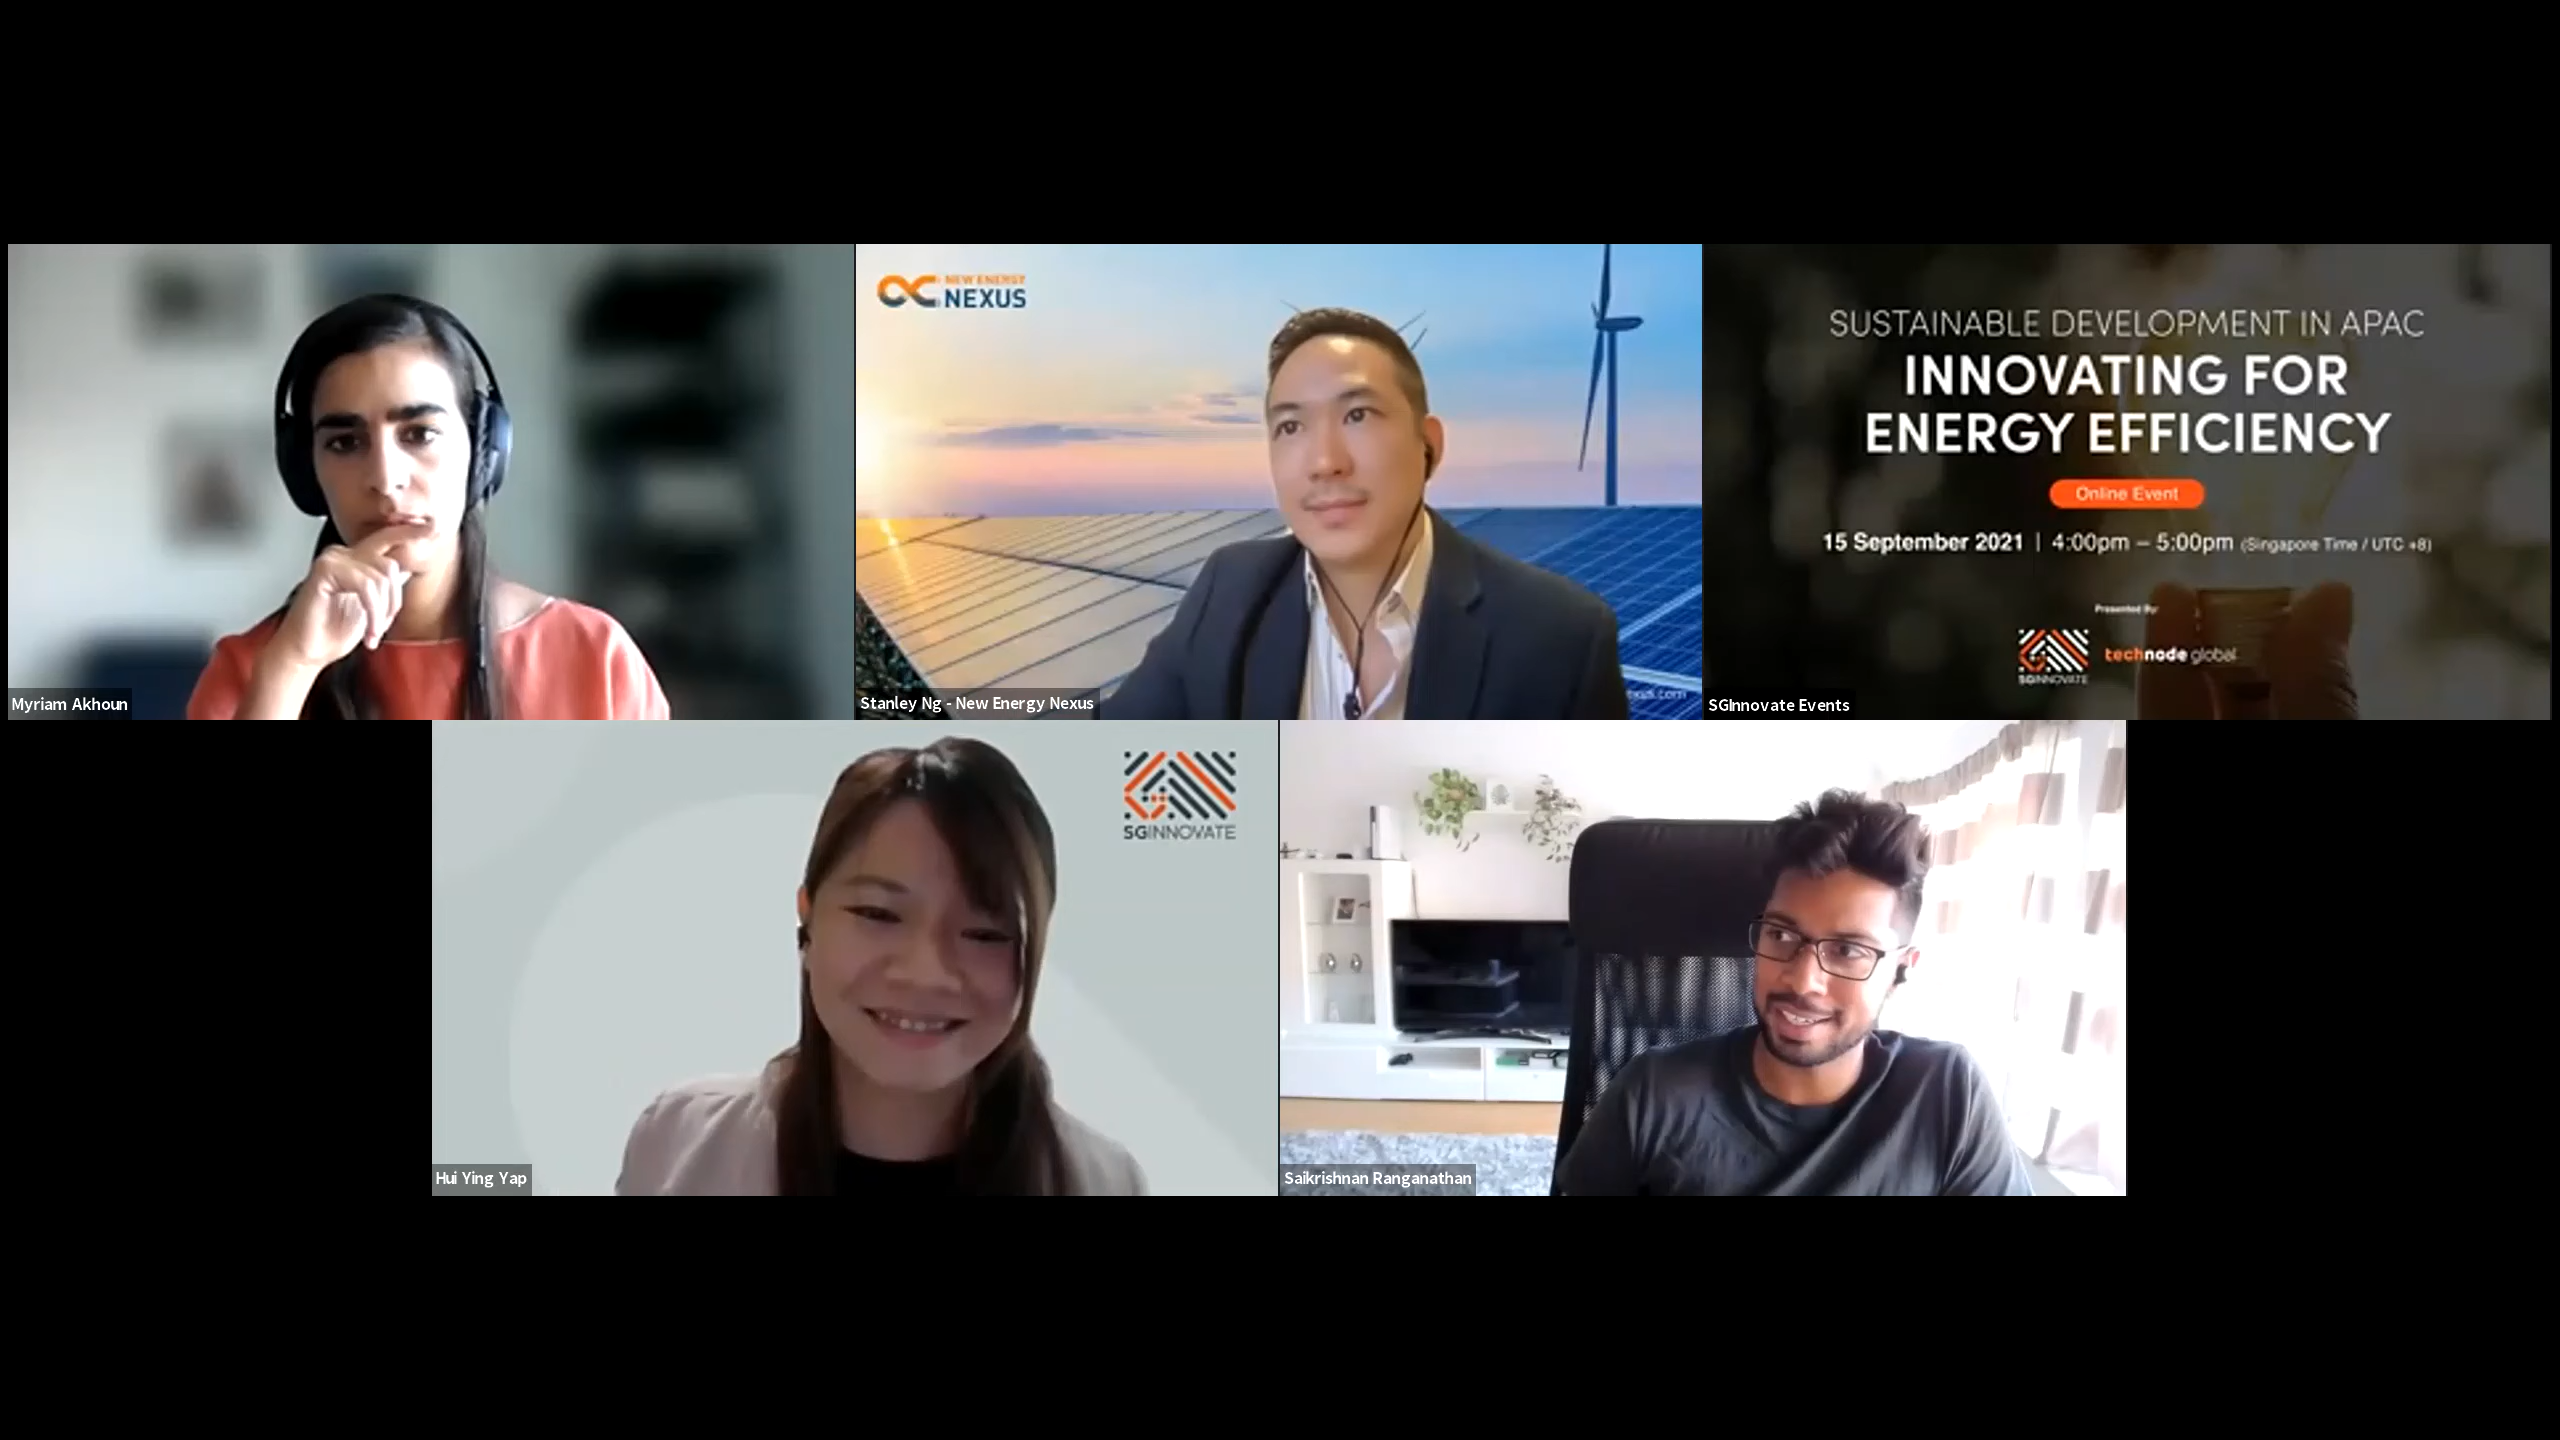 NEW ENERGY
NEXUS
SUSTAINABLE DEVELOPMENT IN APAC
INNOVATING FOR
ENERGY EFFICIENCY
Online Event
15 September 2021 | 4:00pm – 5:00pm (Singapore Time / UTC +8)
Presented By:
SGINNOVATE
technode global
Myriam Akhoun
Stanley Ng - New Energy Nexus
SGInnovate Events
SGINNOVATE
Hui Ying Yap
Saikrishnan Ranganathan